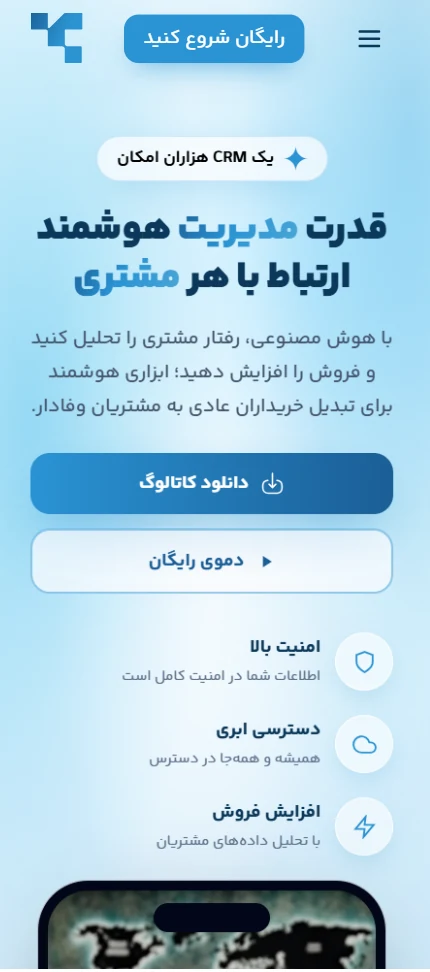 رایگان شروع کنید
یک CRM هزاران امکان
قدرت مدیریت هوشمند
ارتباط با هر مشتری
با هوش مصنوعی، رفتار مشتری را تحلیل کنید
و فروش را افزایش دهید؛ ابزاری هوشمند
برای تبدیل خریداران عادی به مشتریان وفادار.
دانلود کاتالوگ
دموی رایگان
امنیت بالا
اطلاعات شما در امنیت کامل است
دسترسی ابری
همیشه و همه‌جا در دسترس
افزایش فروش
با تحلیل داده‌های مشتریان